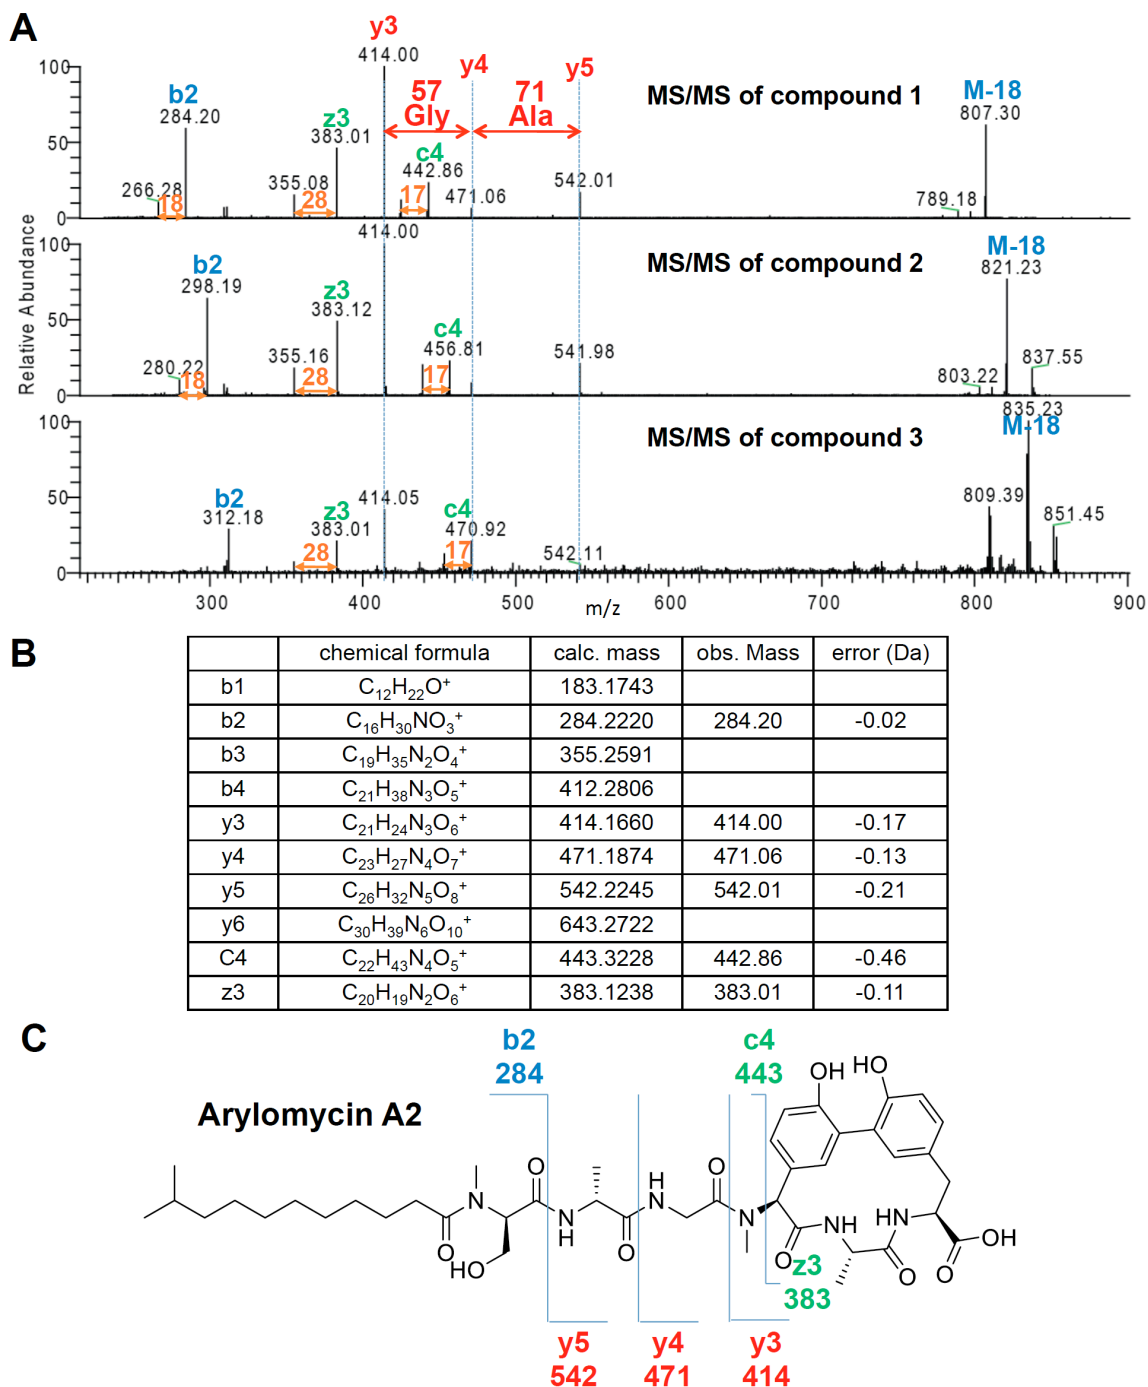 A
y3
414.00
100
y4
y5
57
71
MS/MS of compound 1
M-18
b2
Gly
Ala
807.30
284.20
z3
383.01
50
c4
442.86
266.28
355.08
471.06
542.01
789.18
18
28
17
0
414.00
100
b2
MS/MS of compound 2
M-18
298.19
z3
821.23
383.12
50
c4
355.16
456.81
541.98
280.22
803.22
837.55
18
28
17
0
835.23
100
MS/MS of compound 3
M-18
b2
414.05
50
312.18
z3
c4
809.39
383.01
470.92
851.45
28
17
542.11
0
Relative Abundance
300
400
500
600
700
800
900
m/z
B
chemical formula calc. mass obs. Mass error (Da)
b1 C12H22O+ 183.1743
b2 C16H30NO3+ 284.2220 284.20 -0.02
b3 C19H35N2O4+ 355.2591
b4 C21H38N3O5+ 412.2806
y3 C21H24N3O6+ 414.1660 414.00 -0.17
y4 C23H27N4O7+ 471.1874 471.06 -0.13
y5 C26H32N5O8+ 542.2245 542.01 -0.21
y6 C30H39N6O10+ 643.2722
C4 C22H43N4O5+ 443.3228 442.86 -0.46
z3 C20H19N2O6+ 383.1238 383.01 -0.11
C
b2
284
c4
443
OH
HO
Arylomycin A2
O
H
N
O
N
N
H
O
N
O
HO
O
O
NH
HN
O
O
OH
z3
383
y5
542
y4
471
y3
414